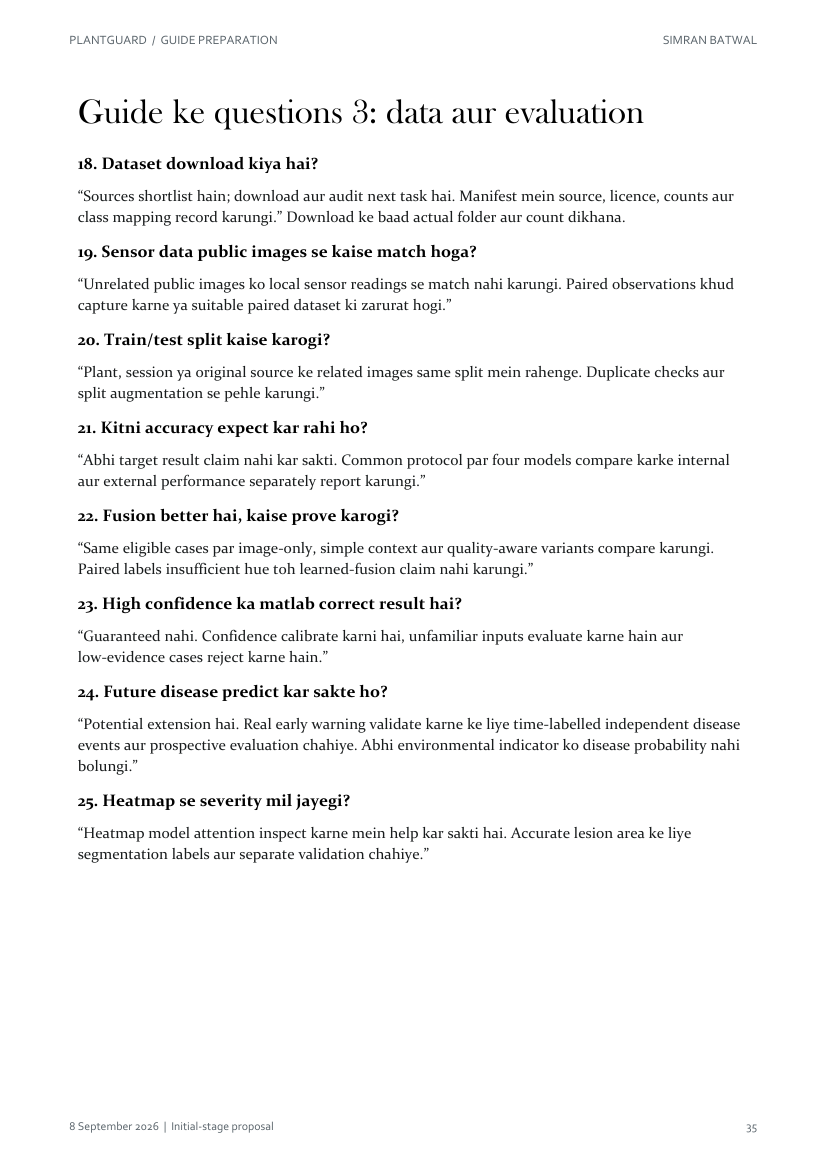 PLANTGUARD / GUIDE PREPARATION
SIMRAN BATWAL
Guide ke questions 3: data aur evaluation
18. Dataset download kiya hai?
“Sources shortlist hain; download aur audit next task hai. Manifest mein source, licence, counts aur
class mapping record karungi.” Download ke baad actual folder aur count dikhana.
19. Sensor data public images se kaise match hoga?
“Unrelated public images ko local sensor readings se match nahi karungi. Paired observations khud
capture karne ya suitable paired dataset ki zarurat hogi.”
20. Train/test split kaise karogi?
“Plant, session ya original source ke related images same split mein rahenge. Duplicate checks aur
split augmentation se pehle karungi.”
21. Kitni accuracy expect kar rahi ho?
“Abhi target result claim nahi kar sakti. Common protocol par four models compare karke internal
aur external performance separately report karungi.”
22. Fusion better hai, kaise prove karogi?
“Same eligible cases par image-only, simple context aur quality-aware variants compare karungi.
Paired labels insufficient hue toh learned-fusion claim nahi karungi.”
23. High confidence ka matlab correct result hai?
“Guaranteed nahi. Confidence calibrate karni hai, unfamiliar inputs evaluate karne hain aur
low-evidence cases reject karne hain.”
24. Future disease predict kar sakte ho?
“Potential extension hai. Real early warning validate karne ke liye time-labelled independent disease
events aur prospective evaluation chahiye. Abhi environmental indicator ko disease probability nahi
bolungi.”
25. Heatmap se severity mil jayegi?
“Heatmap model attention inspect karne mein help kar sakti hai. Accurate lesion area ke liye
segmentation labels aur separate validation chahiye.”
8 September 2026 | Initial-stage proposal
35